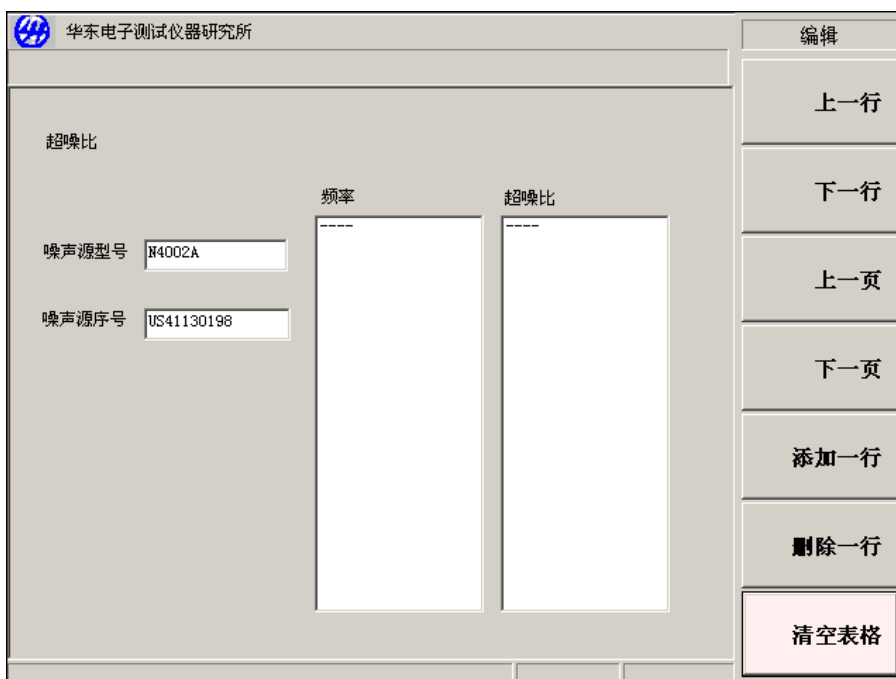 华东电子测试仪器研究所
编辑
上一行
超噪比
频率
超噪比
下一行
----
----
噪声源型号 N4002A
上一页
噪声源序号 US41130198
下一页
添加一行
删除一行
清空表格